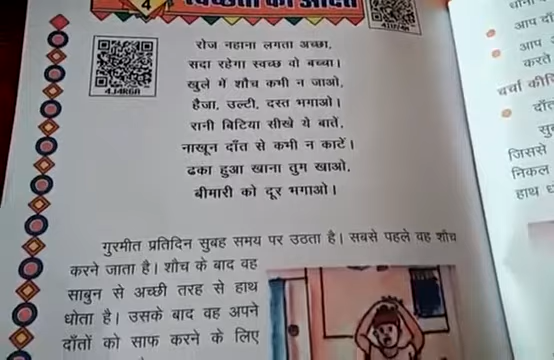 4
स्वच्छता की आदत
4J4R6R
रोज नहाना लगता अच्छा,
सदा रहेगा स्वच्छ वो बच्चा।
खुले में शौच कभी न जाओ,
हैजा, उल्टी, दस्त भगाओ।
रानी बिटिया सीखे ये बातें,
नाखून दाँत से कभी न काटें।
ढका हुआ खाना तुम खाओ,
बीमारी को दूर भगाओ।
गुरमीत प्रतिदिन सुबह समय पर उठता है। सबसे पहले वह शौच
करने जाता है। शौच के बाद वह
साबुन से अच्छी तरह से हाथ
धोता है। उसके बाद वह अपने
दाँतों को साफ करने के लिए
आप
करते
चर्चा
जिससे
निकल
हाथ